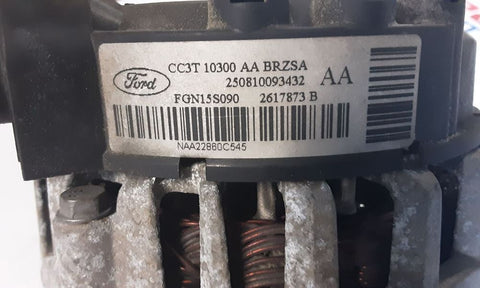 CC3T 10300 AA BRZSA
250810093432 AA
Ford
FGN15S090 2617873 B
NAA22880C545